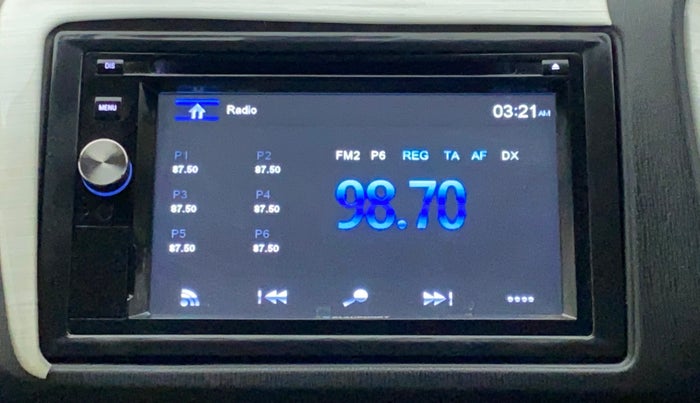 DIS
MENU
Radio
03:21 AM
P1 P2
87.50 87.50
FM2 P6 REG TA AF DX
P3 P4
87.50 87.50
98.70
P5 P6
87.50 87.50